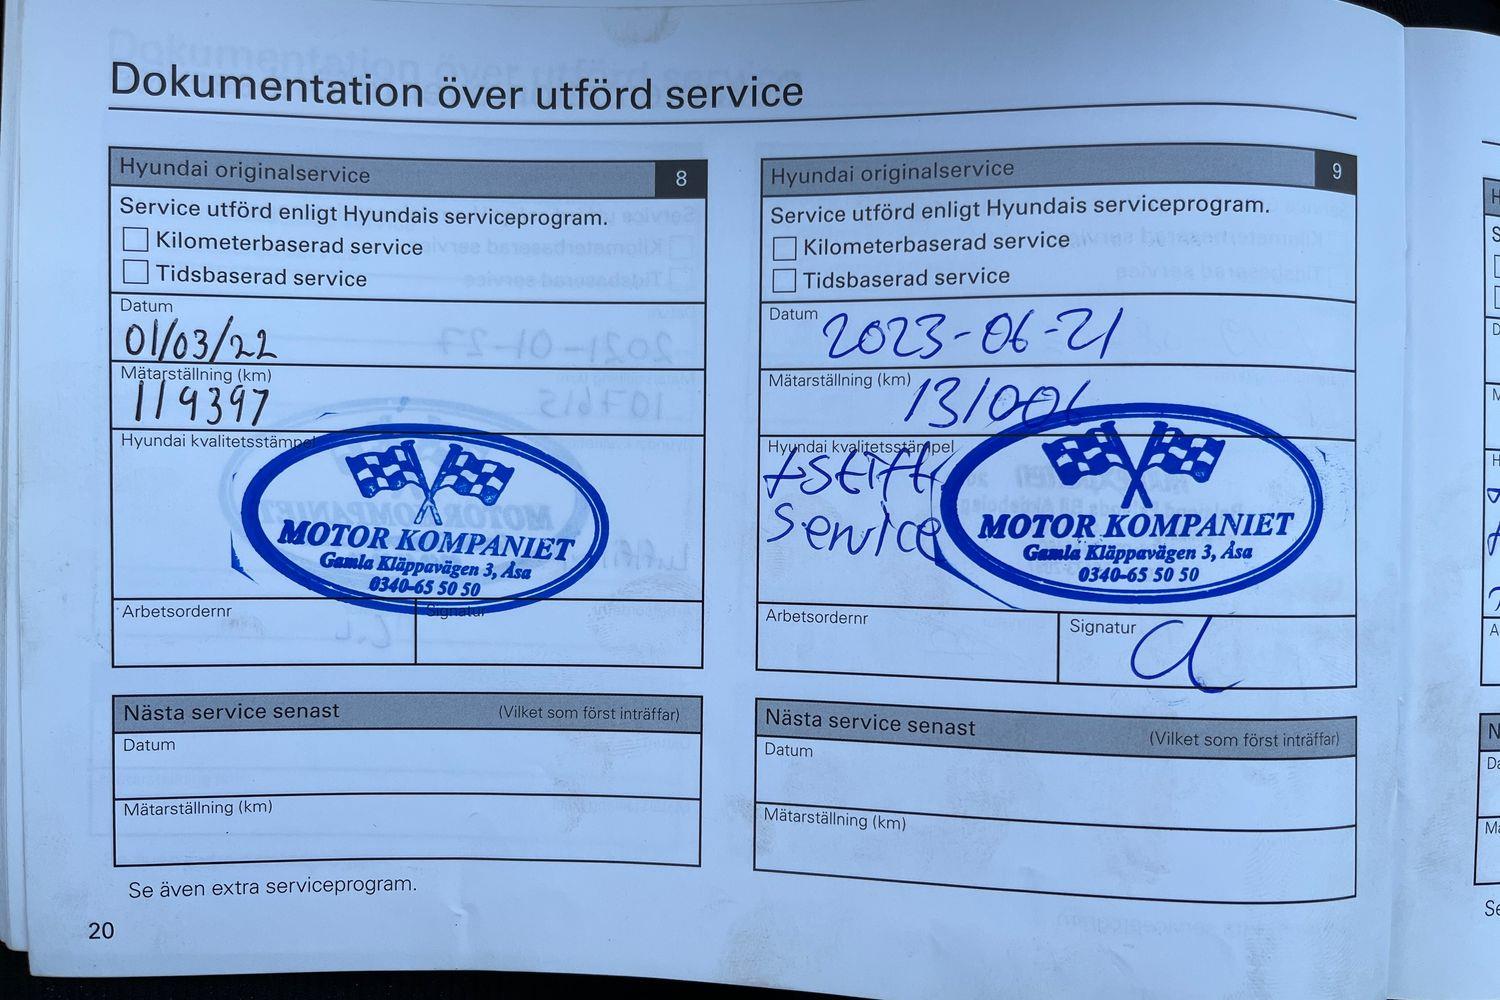 Dokumentation över utförd service
Hyundai originalservice 8
Service utförd enligt Hyundais serviceprogram.
Kilometerbaserad service
Tidsbaserad service
Datum
01/03/22
Mätarställning (km)
119397
Hyundai kvalitetsstämpel
MOTOR KOMPANIET
Gamla Kläppavägen 3, Åsa
0340-65 50 50
Arbetsordernr
Signatur
Nästa service senast (Vilket som först inträffar)
Datum
Mätarställning (km)
Se även extra serviceprogram.
20
Hyundai originalservice 9
Service utförd enligt Hyundais serviceprogram.
Kilometerbaserad service
Tidsbaserad service
Datum
2023-06-21
Mätarställning (km)
131006
Hyundai kvalitetsstämpel
service
MOTOR KOMPANIET
Gamla Kläppavägen 3, Åsa
0340-65 50 50
Arbetsordernr
Signatur
Nästa service senast (Vilket som först inträffar)
Datum
Mätarställning (km)